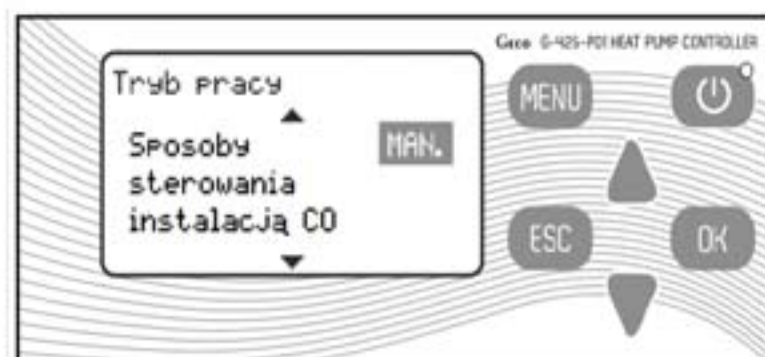 Geco G-425-P01 HEAT PUMP CONTROLLER
Tryb pracy
MENU
Sposoby MAN.
sterowania
instalacją CO
ESC
OK